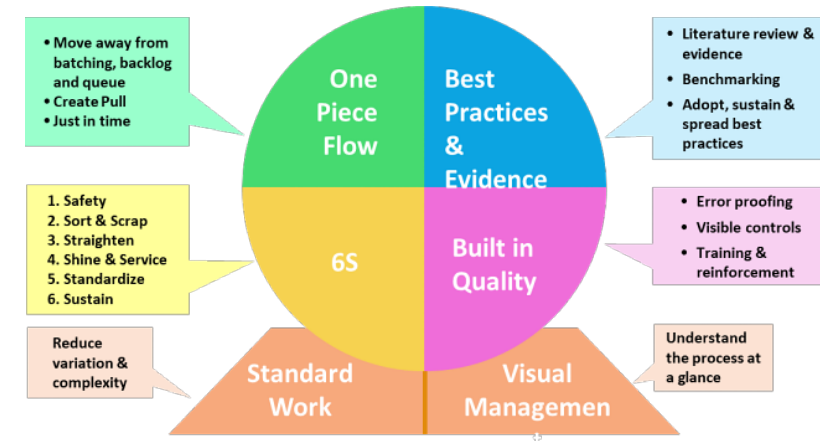 • Move away from
batching, backlog
and queue
• Create Pull
• Just in time
One
Piece
Flow
Best
Practices
&
Evidence
• Literature review &
evidence
• Benchmarking
• Adopt, sustain &
spread best
practices
1. Safety
2. Sort & Scrap
3. Straighten
4. Shine & Service
5. Standardize
6. Sustain
6S
Built in
Quality
• Error proofing
• Visible controls
• Training &
reinforcement
Reduce
variation &
complexity
Standard
Work
Visual
Managemen
Understand
the process at
a glance